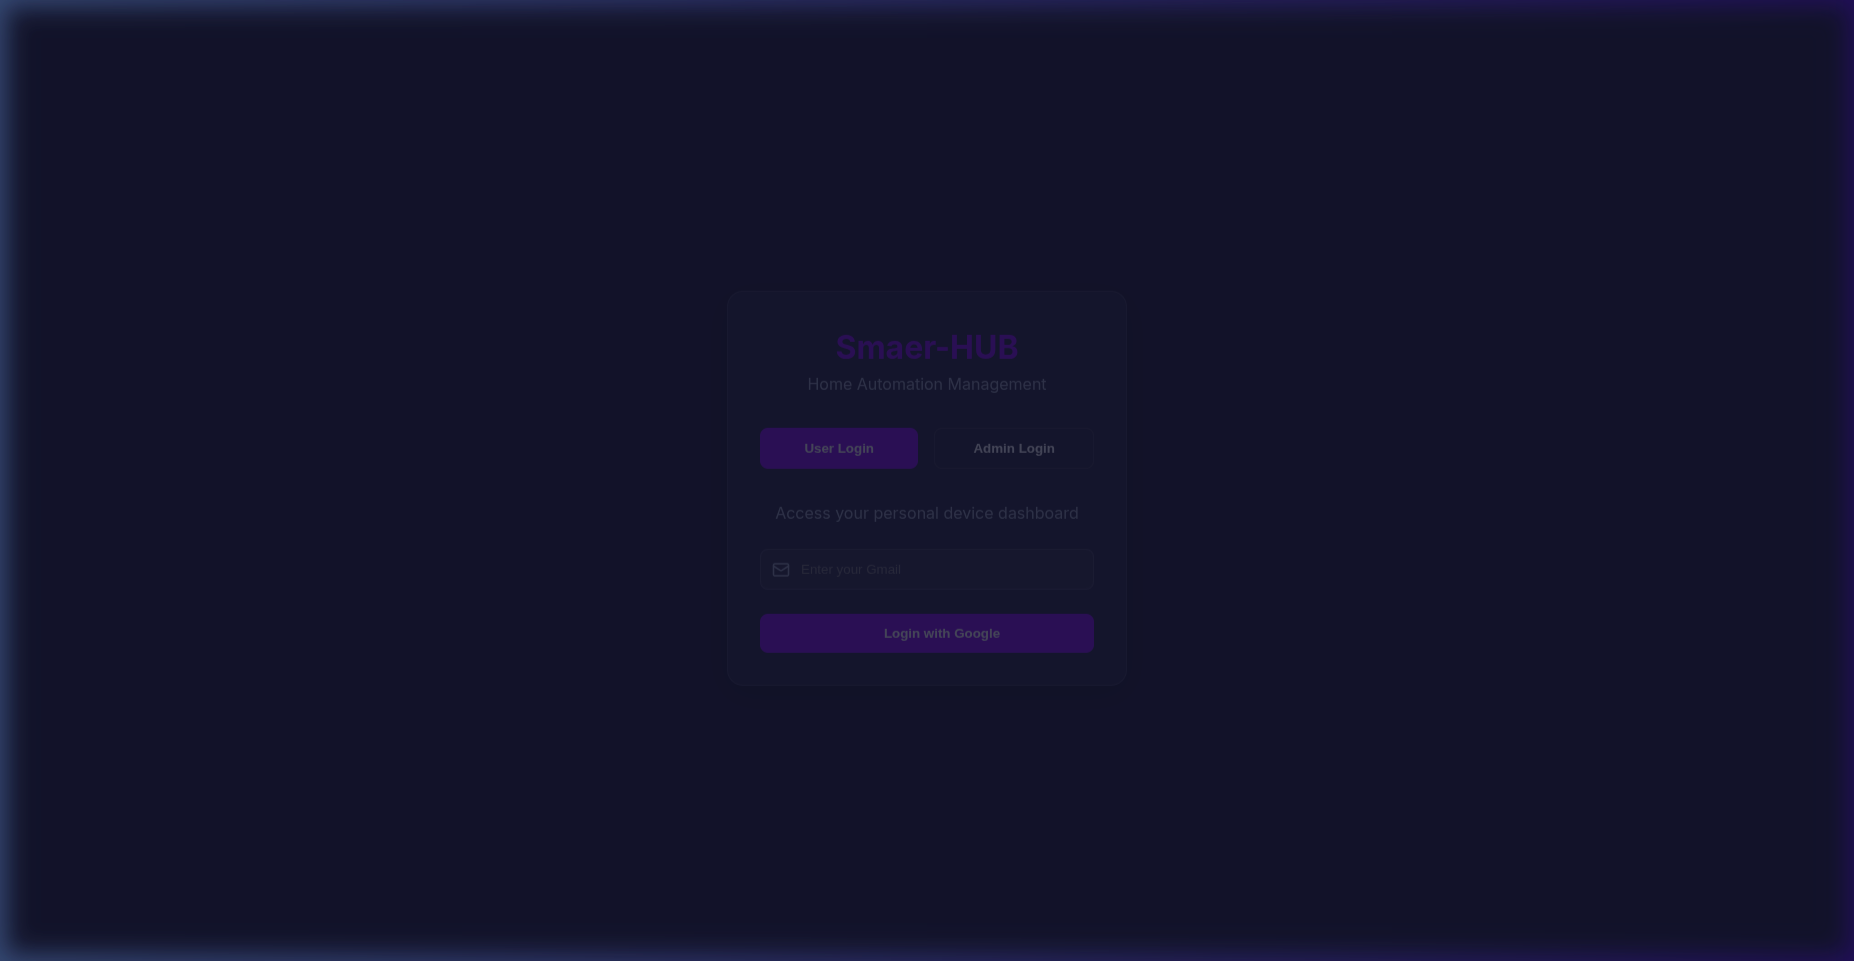 Smaer-HUB
Home Automation Management
User Login
Admin Login
Access your personal device dashboard
Enter your Gmail
Login with Google